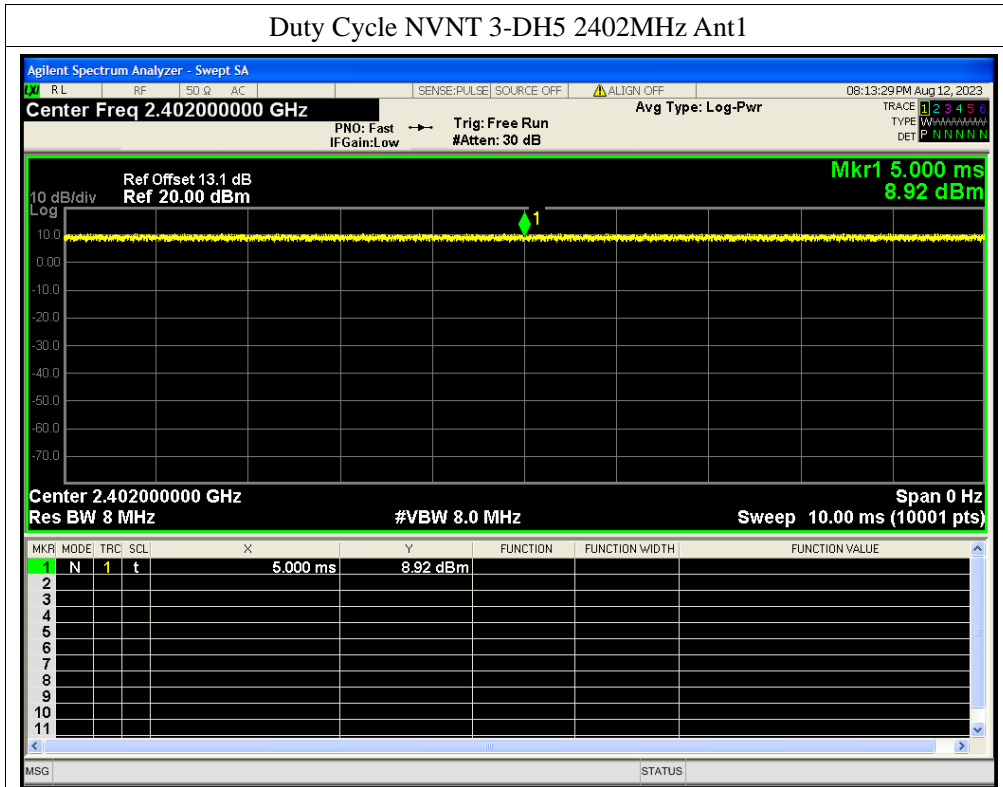 Duty Cycle NVNT 3-DH5 2402MHz Ant1
Agilent Spectrum Analyzer - Swept SA
LXI RL RF 50 Ω AC SENSE:PULSE SOURCE OFF ALIGN OFF 08:13:29 PM Aug 12, 2023
Center Freq 2.402000000 GHz Avg Type: Log-Pwr TRACE 1 2 3 4 5 6
PNO: Fast Trig: Free Run TYPE WWWWWW
IFGain:Low #Atten: 30 dB DET P N N N N N
Mkr1 5.000 ms
Ref Offset 13.1 dB
10 dB/div Ref 20.00 dBm 8.92 dBm
Log
1
10.0
0.00
-10.0
-20.0
-30.0
-40.0
-50.0
-60.0
-70.0
Center 2.402000000 GHz Span 0 Hz
Res BW 8 MHz #VBW 8.0 MHz Sweep 10.00 ms (10001 pts)
MKR MODE TRC SCL X Y FUNCTION FUNCTION WIDTH FUNCTION VALUE
1 N 1 t 5.000 ms 8.92 dBm
2
3
4
5
6
7
8
9
10
11
MSG STATUS